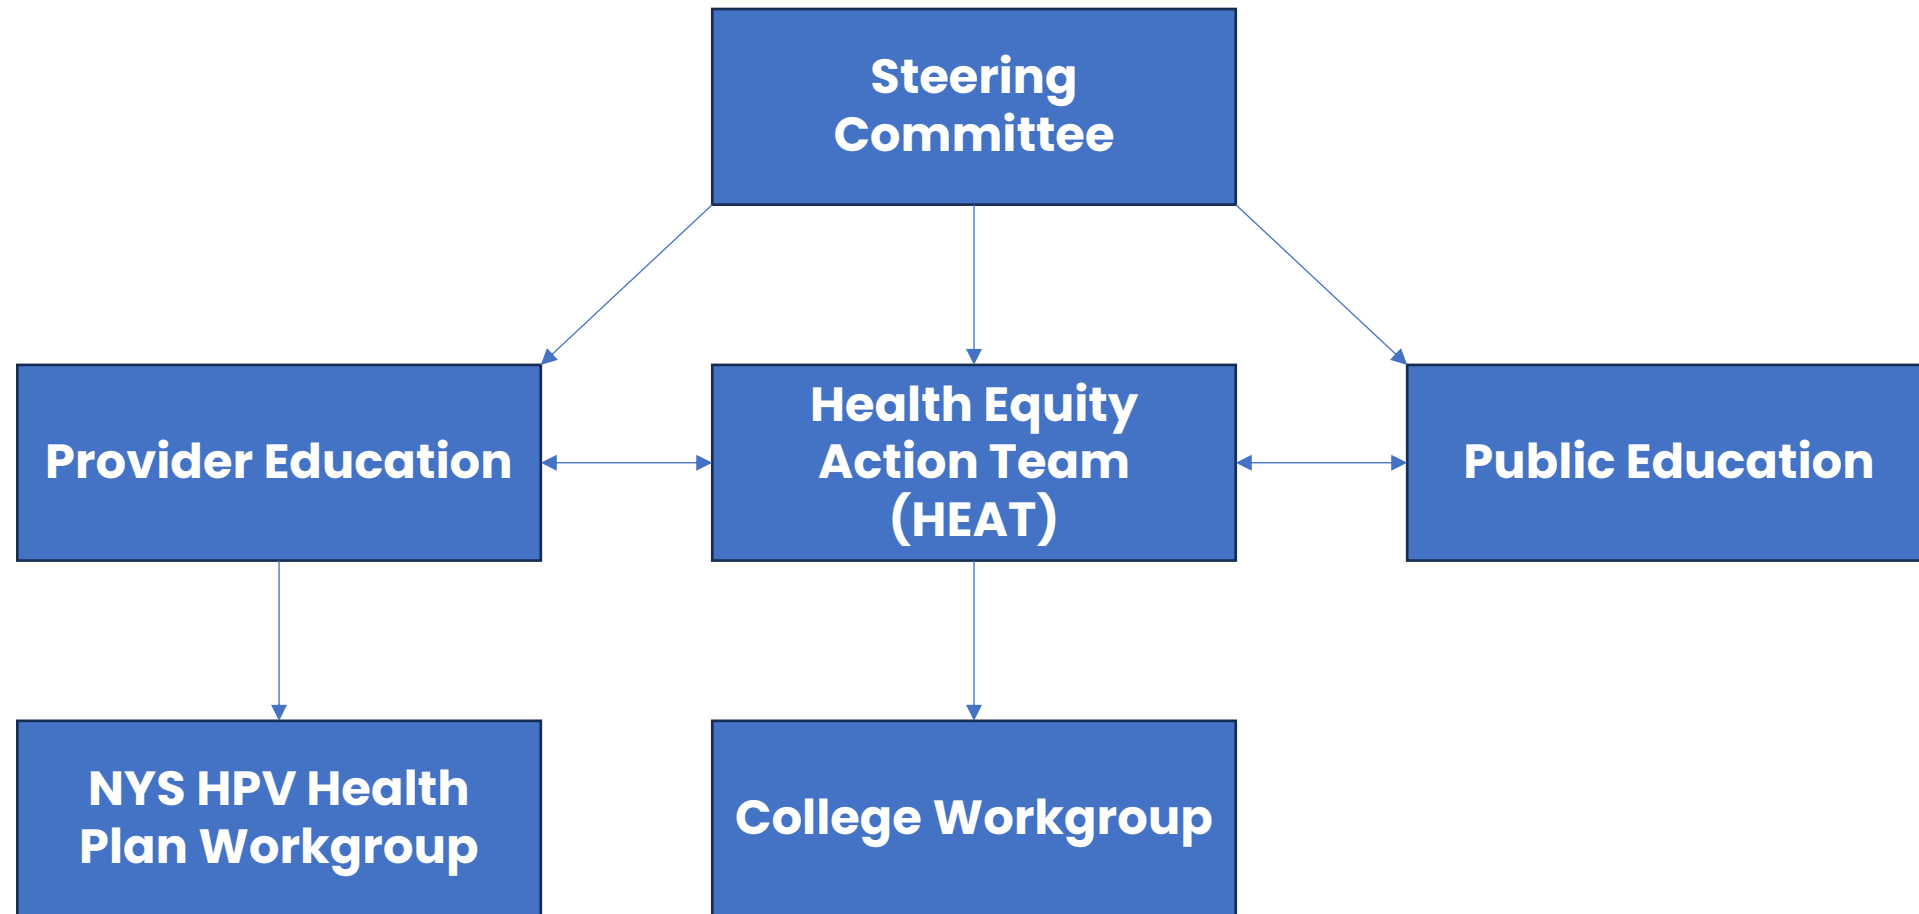 Steering
Committee
Provider Education
Health Equity
Action Team
(HEAT)
Public Education
NYS HPV Health
Plan Workgroup
College Workgroup